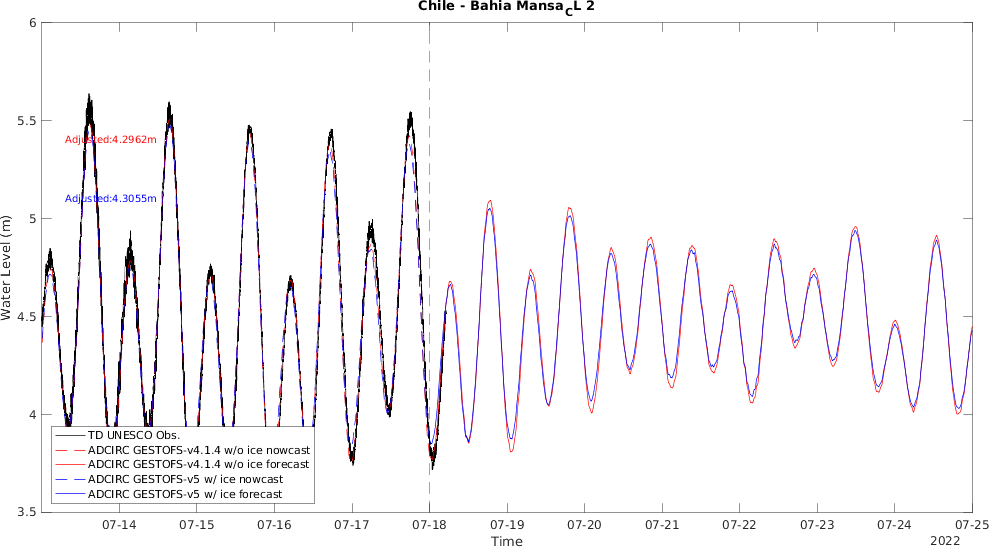 Chile - Bahia Mansa_CL 2
Adjusted:4.2962m
Adjusted:4.3055m
Water Level (m)
6
5.5
5
4.5
4
3.5
TD UNESCO Obs.
ADCIRC GESTOFS-v4.1.4 w/o ice nowcast
ADCIRC GESTOFS-v4.1.4 w/o ice forecast
ADCIRC GESTOFS-v5 w/ ice nowcast
ADCIRC GESTOFS-v5 w/ ice forecast
07-14 07-15 07-16 07-17 07-18 07-19 07-20 07-21 07-22 07-23 07-24 07-25
Time
2022